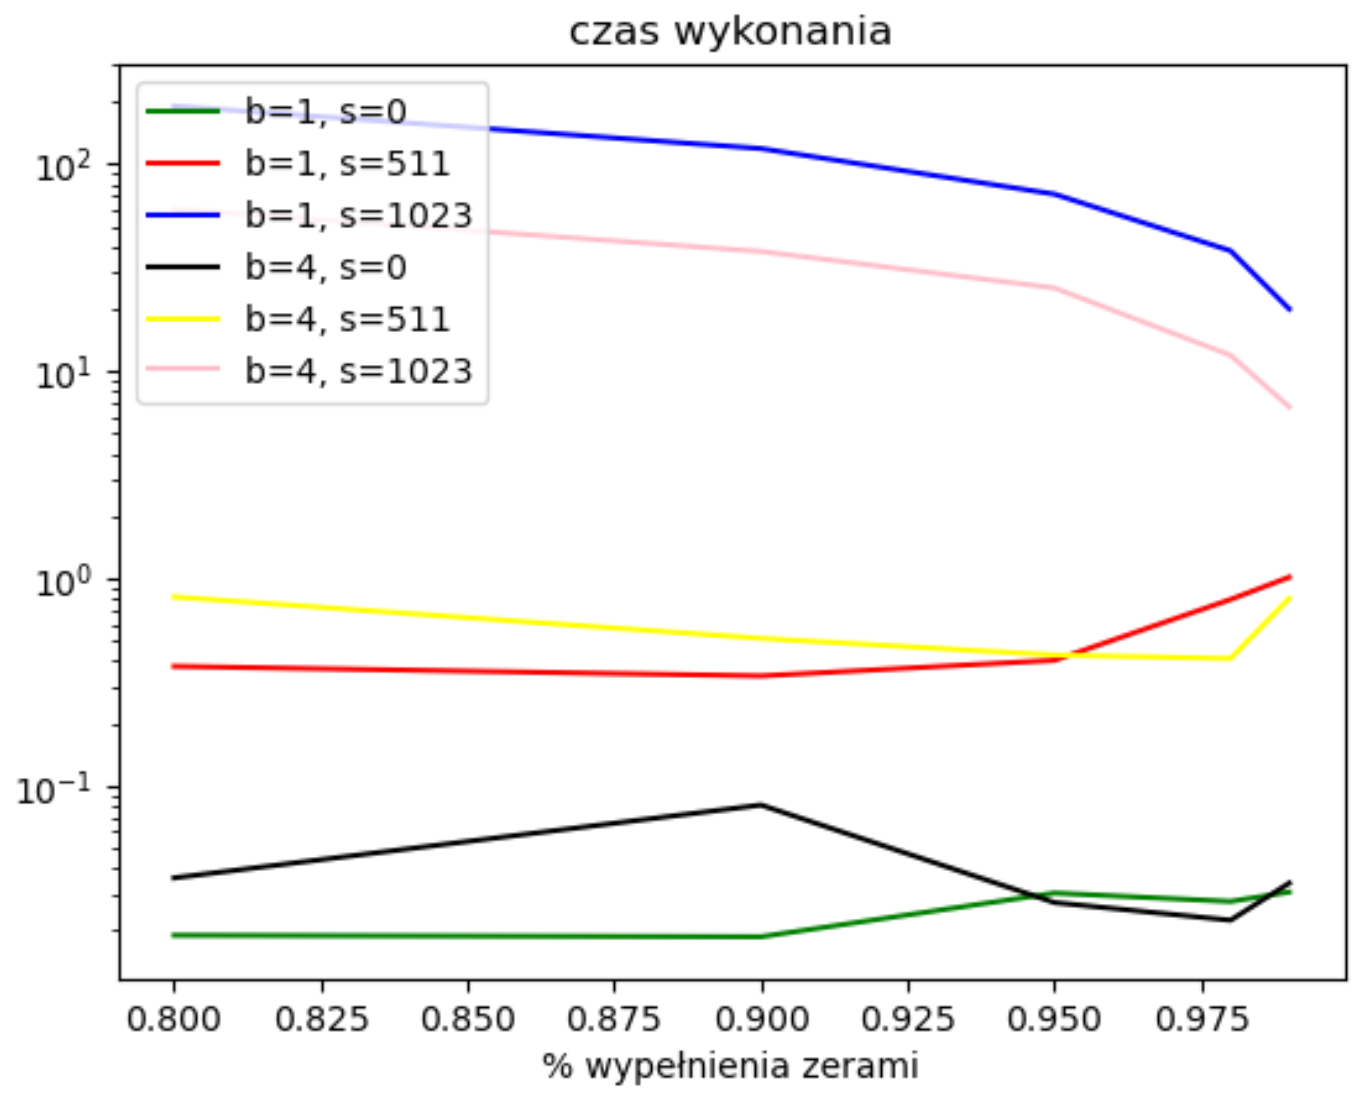 czas wykonania
b=1, s=0
b=1, s=511
b=1, s=1023
b=4, s=0
b=4, s=511
b=4, s=1023
10²
10¹
10⁰
10⁻¹
0.800 0.825 0.850 0.875 0.900 0.925 0.950 0.975
% wypełnienia zerami